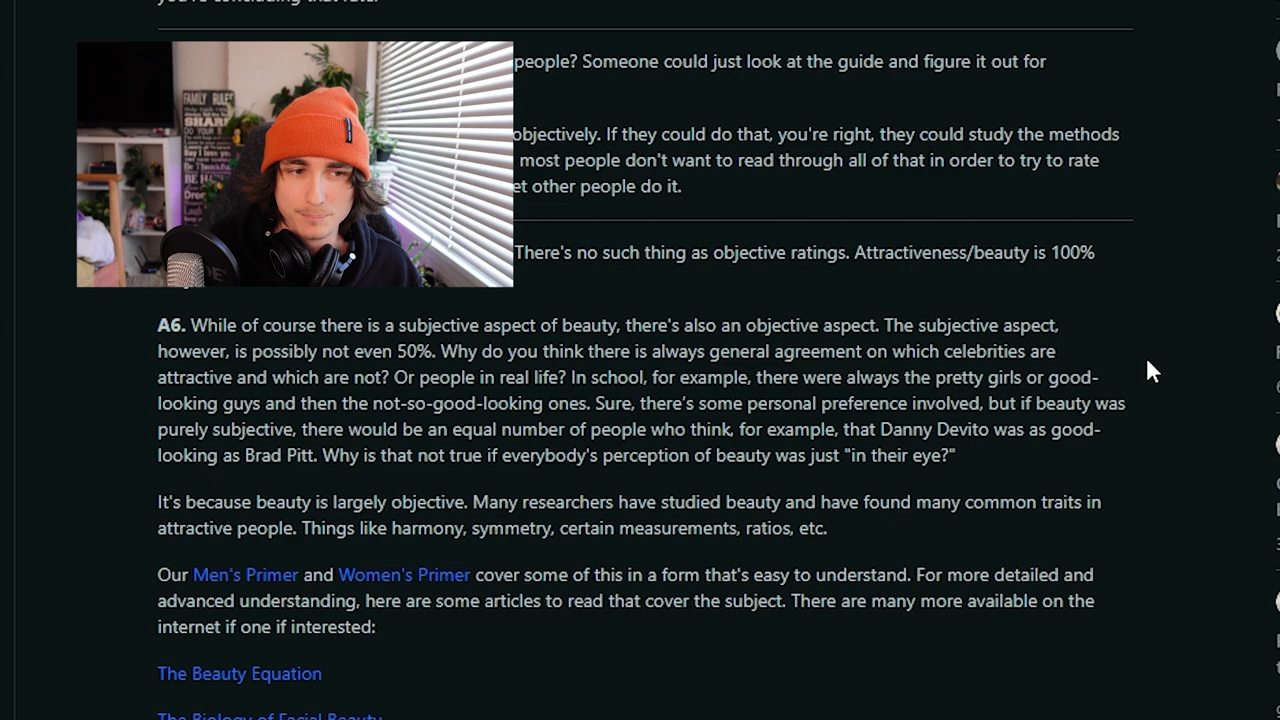 people? Someone could just look at the guide and figure it out for
objectively. If they could do that, you're right, they could study the methods
most people don't want to read through all of that in order to try to rate
other people do it.
There's no such thing as objective ratings. Attractiveness/beauty is 100%
FAMILY RULES
SHARE
A6. While of course there is a subjective aspect of beauty, there's also an objective aspect. The subjective aspect,
however, is possibly not even 50%. Why do you think there is always general agreement on which celebrities are
attractive and which are not? Or people in real life? In school, for example, there were always the pretty girls or good-
looking guys and then the not-so-good-looking ones. Sure, there's some personal preference involved, but if beauty was
purely subjective, there would be an equal number of people who think, for example, that Danny Devito was as good-
looking as Brad Pitt. Why is that not true if everybody's perception of beauty was just "in their eye?"
It's because beauty is largely objective. Many researchers have studied beauty and have found many common traits in
attractive people. Things like harmony, symmetry, certain measurements, ratios, etc.
Our Men's Primer and Women's Primer cover some of this in a form that's easy to understand. For more detailed and
advanced understanding, here are some articles to read that cover the subject. There are many more available on the
internet if one if interested:
The Beauty Equation
The Biology of Facial Beauty